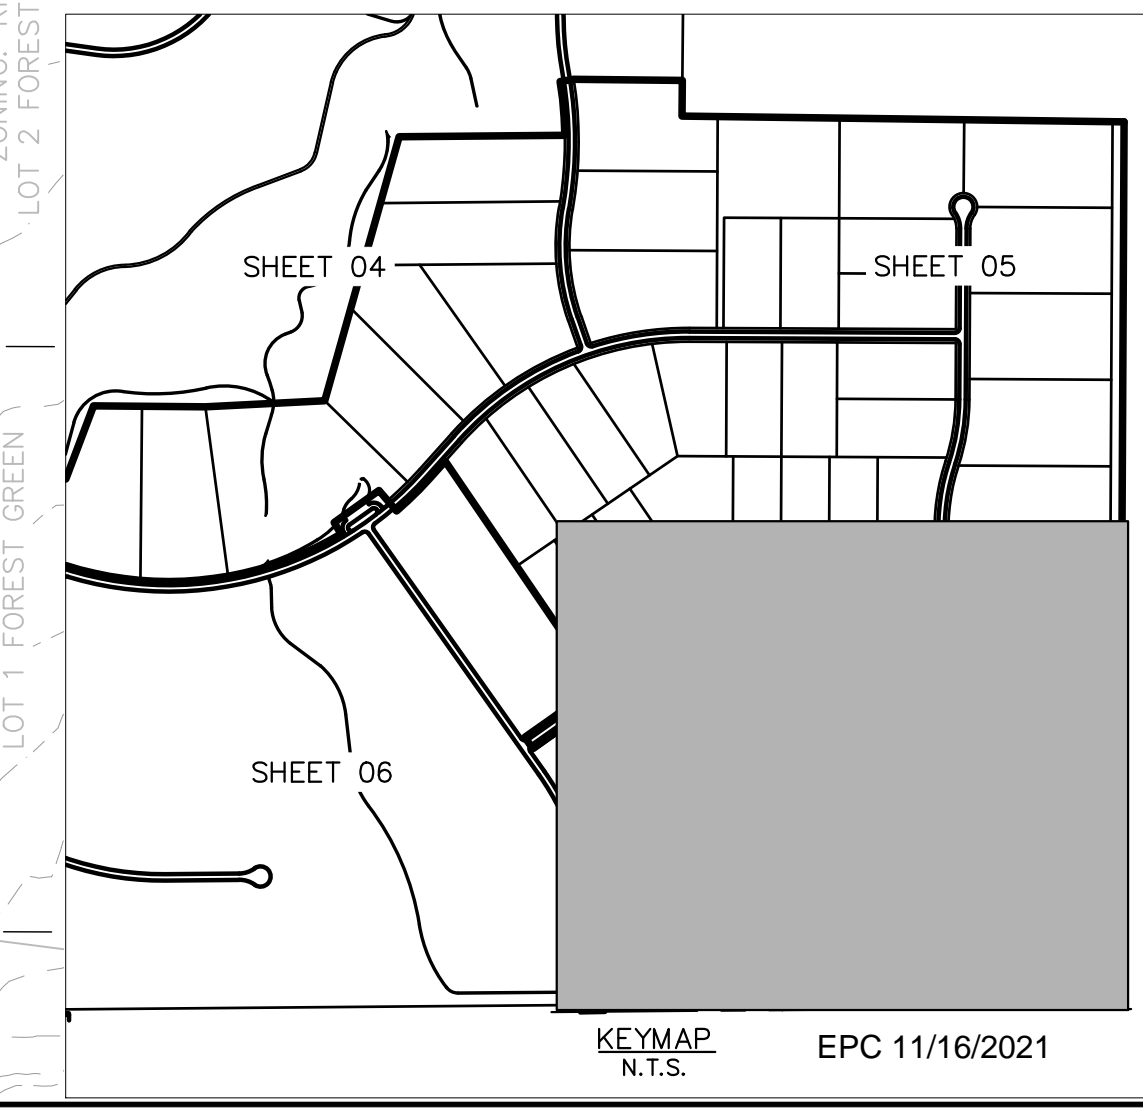 LOT 2 FOREST
SHEET 04
SHEET 05
LOT 1 FOREST GREEN
SHEET 06
KEYMAP
N.T.S.
EPC 11/16/2021